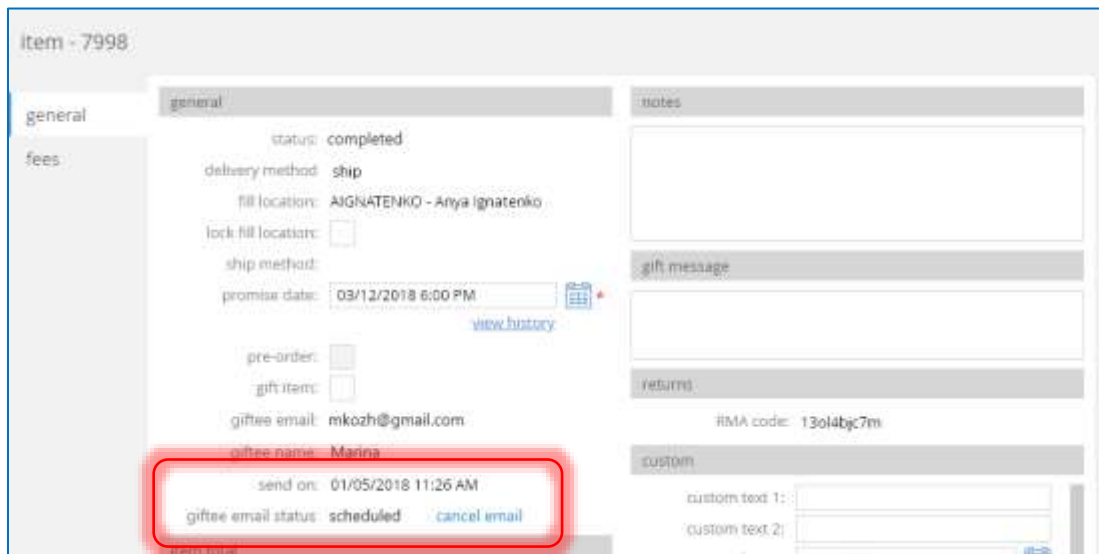 item - 7998
general
fees
general
status: completed
delivery method: ship
fill location: AIGNATENKO - Anya Ignatenko
lock fill location:
ship method:
promise date: 03/12/2018 6:00 PM *
view history
pre-order:
gift item:
giftee email: mkozh@gmail.com
giftee name: Marina
send on: 01/05/2018 11:26 AM
giftee email status: scheduled cancel email
item total
notes
gift message
returns
RMA code: 13ol4bjc7m
custom
custom text 1:
custom text 2: